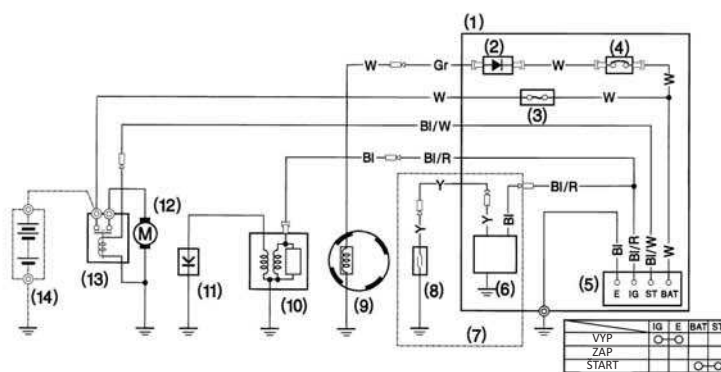 (1)
(2)
(4)
W Gr W W
W W
(3)
W
Bl/W
Bl Bl/R
Y Bl/R
Y Bl
Y
(12)
M
K
(13)
(14)
(11)
(10)
(9)
(8)
(6)
(7)
Bl Bl/R Bl/W W
(5)
E IG ST BAT
IG E BAT ST
VYP
ZAP
START